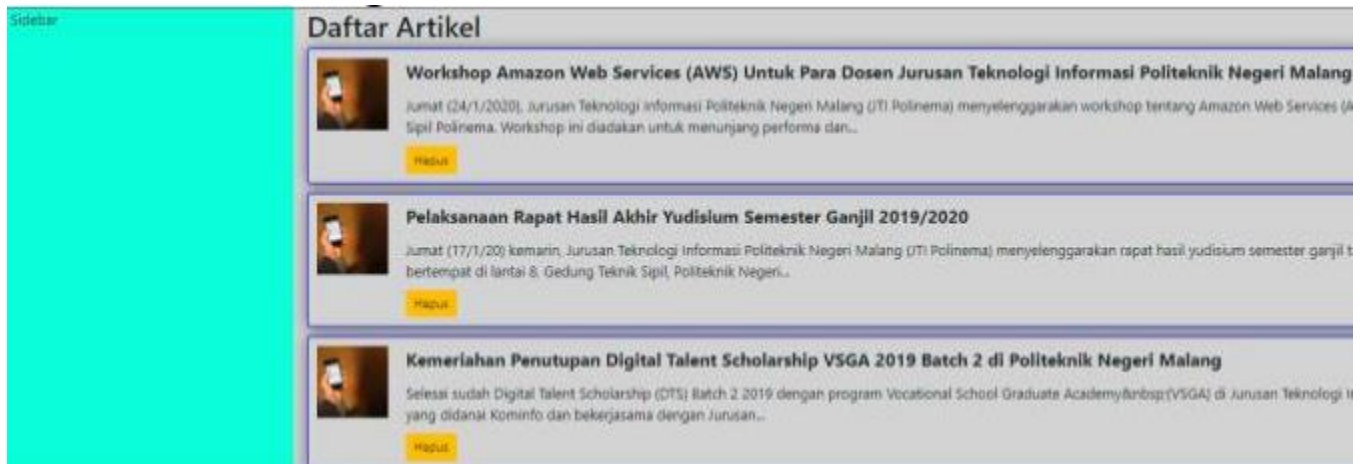 Sidebar
Daftar Artikel
Workshop Amazon Web Services (AWS) Untuk Para Dosen Jurusan Teknologi Informasi Politeknik Negeri Malang
Jumat (24/1/2020), Jurusan Teknologi Informasi Politeknik Negeri Malang (JTI Polinema) menyelenggarakan workshop tentang Amazon Web Services (A
Sipil Polinema. Workshop ini diadakan untuk menunjang performa dan...
Hapus
Pelaksanaan Rapat Hasil Akhir Yudisium Semester Ganjil 2019/2020
Jumat (17/1/20) kemarin, Jurusan Teknologi Informasi Politeknik Negeri Malang (JTI Polinema) menyelenggarakan rapat hasil yudisium semester ganjil t
bertempat di lantai 8, Gedung Teknik Sipil, Politeknik Negeri...
Hapus
Kemeriahan Penutupan Digital Talent Scholarship VSGA 2019 Batch 2 di Politeknik Negeri Malang
Selesai sudah Digital Talent Scholarship (DTS) Batch 2 2019 dengan program Vocational School Graduate Academy&nbsp;(VSGA) di Jurusan Teknologi I
yang didanai Kominfo dan bekerjasama dengan Jurusan...
Hapus